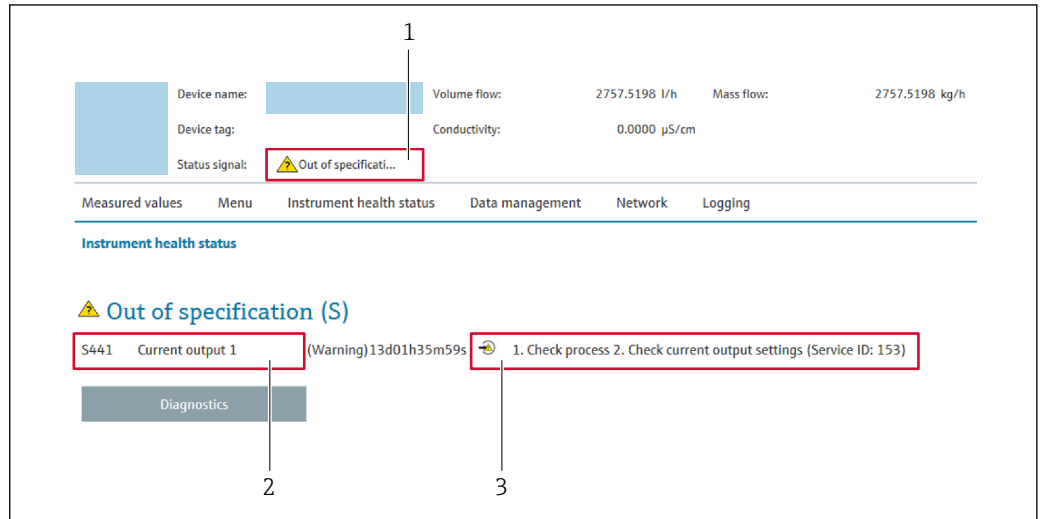 1
Device name: Volume flow: 2757.5198 l/h Mass flow: 2757.5198 kg/h
Device tag: Conductivity: 0.0000 µS/cm
Status signal: Out of specificati...
Measured values Menu Instrument health status Data management Network Logging
Instrument health status
Out of specification (S)
S441 Current output 1 (Warning)13d01h35m59s 1. Check process 2. Check current output settings (Service ID: 153)
Diagnostics
2 3